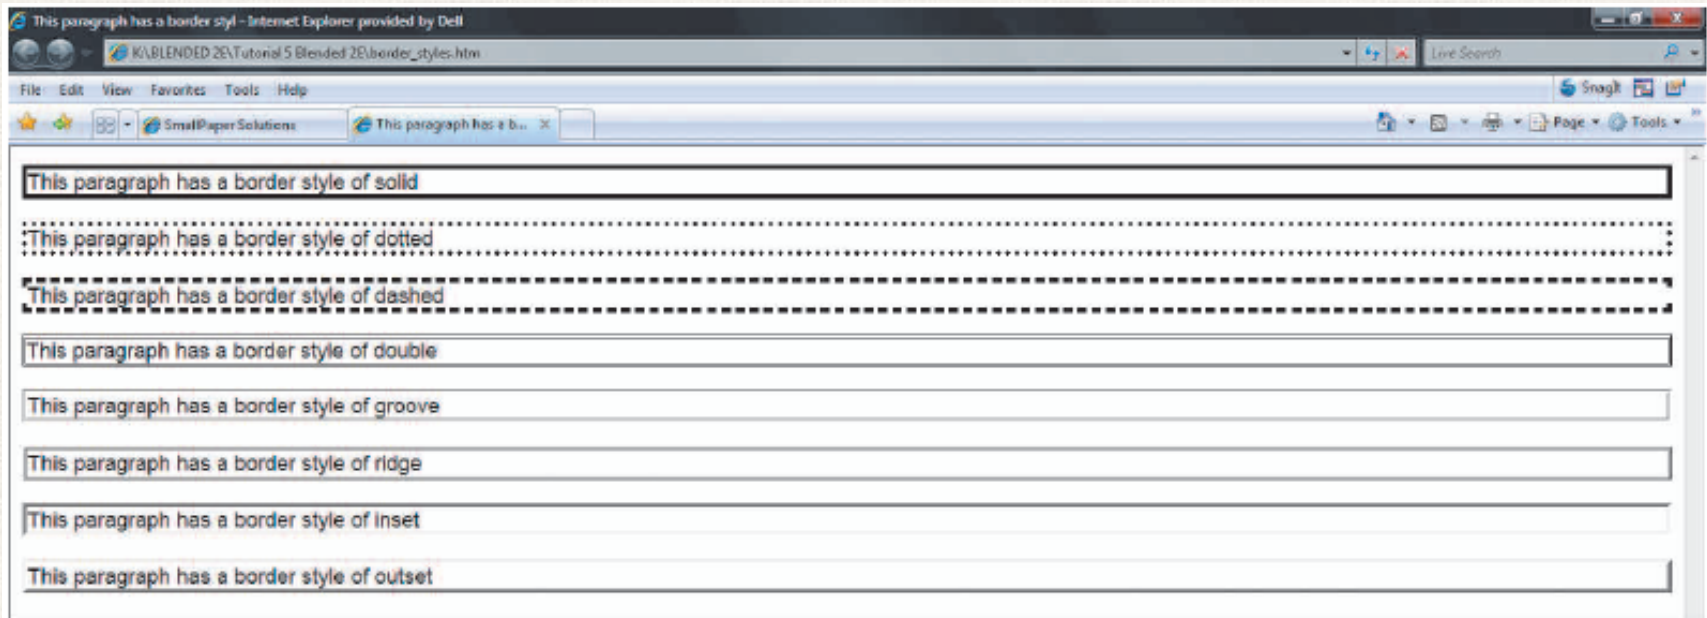 This paragraph has a border styl - Internet Explorer provided by Dell
K:\BLENDED 2E\Tutorial 5 Blended 2E\border_styles.htm
Live Search
File Edit View Favorites Tools Help
SnagIt
SmallPaper Solutions
This paragraph has a b...
Page
Tools
This paragraph has a border style of solid
This paragraph has a border style of dotted
This paragraph has a border style of dashed
This paragraph has a border style of double
This paragraph has a border style of groove
This paragraph has a border style of ridge
This paragraph has a border style of inset
This paragraph has a border style of outset